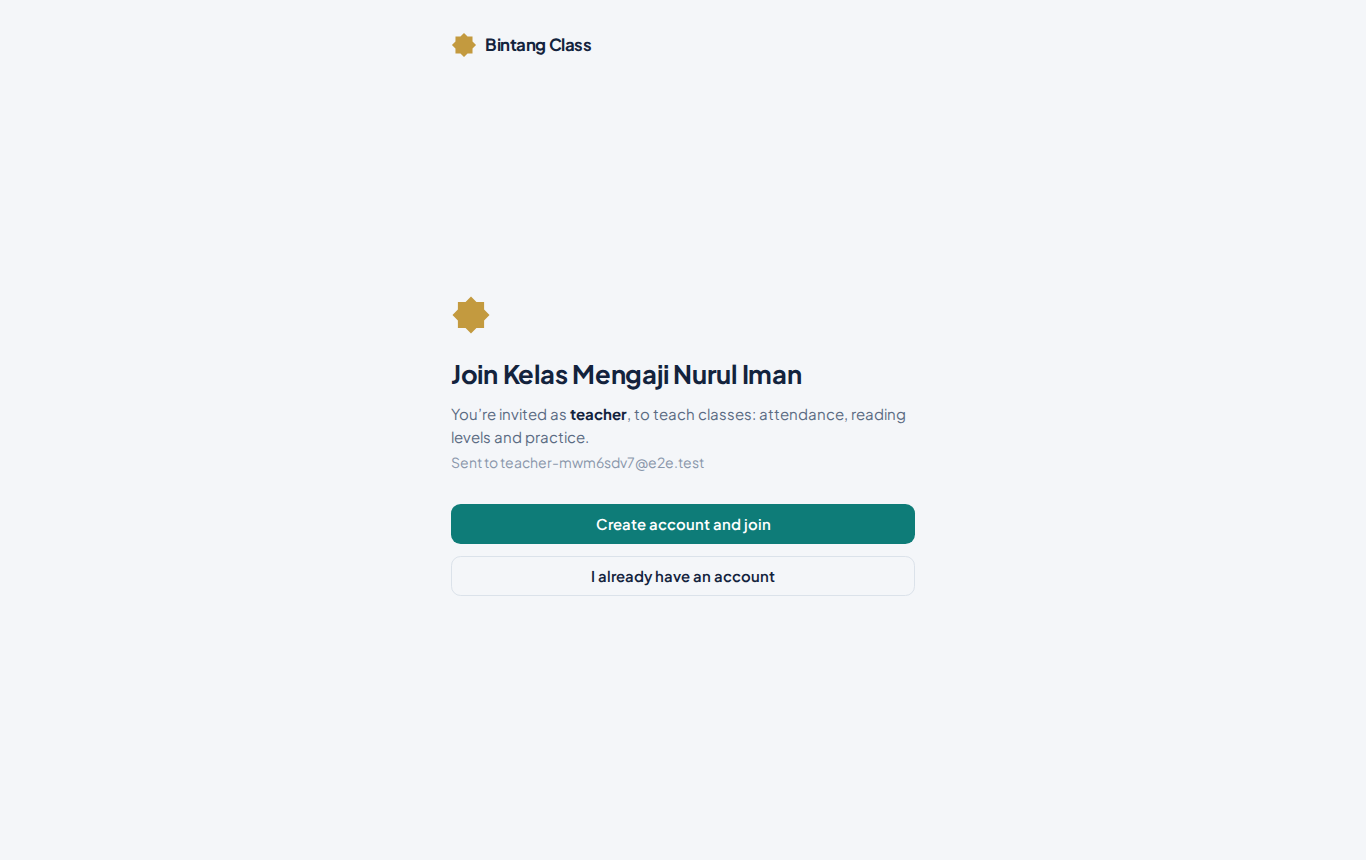 Bintang Class
Join Kelas Mengaji Nurul Iman
You're invited as teacher, to teach classes: attendance, reading
levels and practice.
Sent to teacher-mwm6sdv7@e2e.test
Create account and join
I already have an account